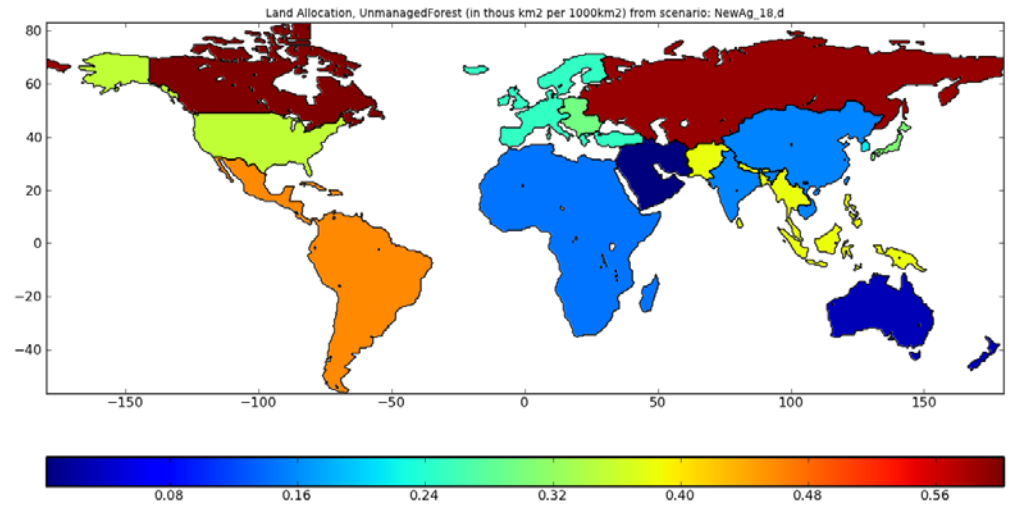 Land Allocation, UnmanagedForest (in thous km2 per 1000km2) from scenario: NewAg_18,d
80
60
40
20
0
−20
−40
−150 −100 −50 0 50 100 150
0.08 0.16 0.24 0.32 0.40 0.48 0.56